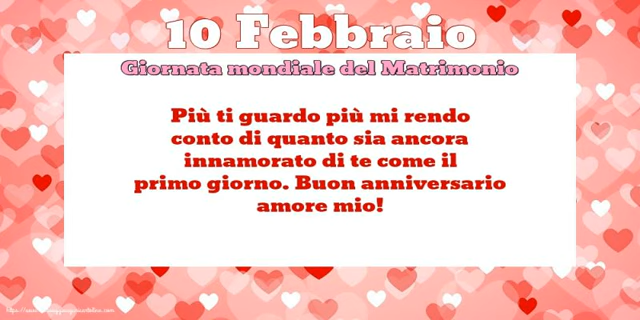 10 Febbraio
Giornata mondiale del Matrimonio
Più ti guardo più mi rendo
conto di quanto sia ancora
innamorato di te come il
primo giorno. Buon anniversario
amore mio!